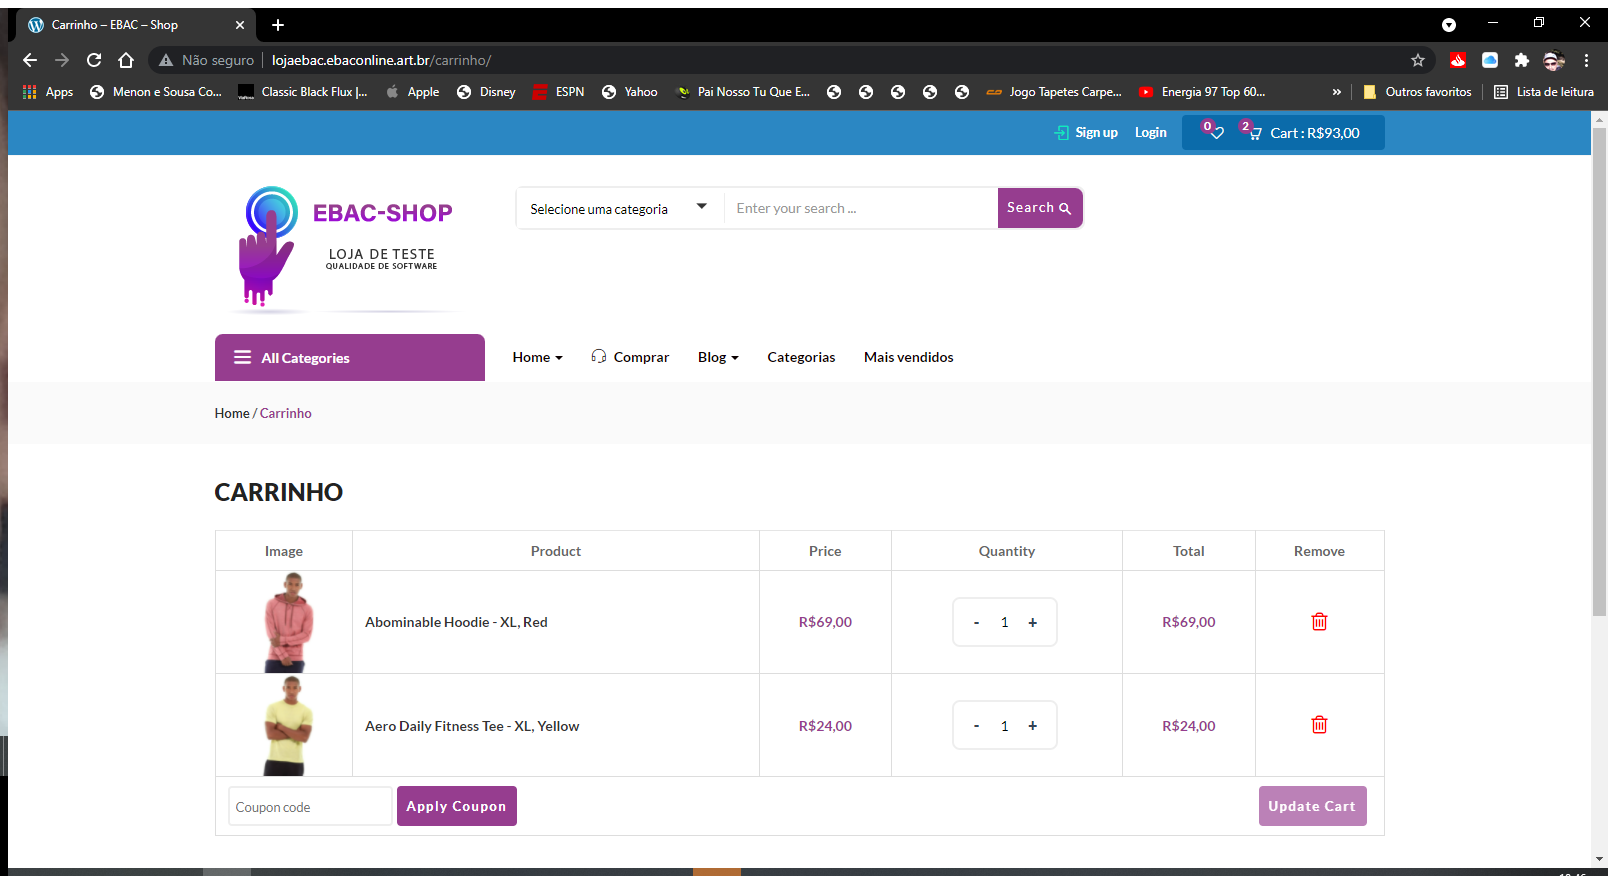 Carrinho – EBAC – Shop
Não seguro lojaebac.ebaconline.art.br/carrinho/
Apps Menon e Sousa Co... Classic Black Flux |... Apple Disney ESPN Yahoo Pai Nosso Tu Que E... Jogo Tapetes Carpe... Energia 97 Top 60... » Outros favoritos Lista de leitura
Sign up Login 0 2 Cart : R$93,00
EBAC-SHOP
LOJA DE TESTE
QUALIDADE DE SOFTWARE
Selecione uma categoria Enter your search ... Search
All Categories Home Comprar Blog Categorias Mais vendidos
Home / Carrinho
CARRINHO
Image Product Price Quantity Total Remove
Abominable Hoodie - XL, Red R$69,00 - 1 + R$69,00
Aero Daily Fitness Tee - XL, Yellow R$24,00 - 1 + R$24,00
Coupon code Apply Coupon Update Cart